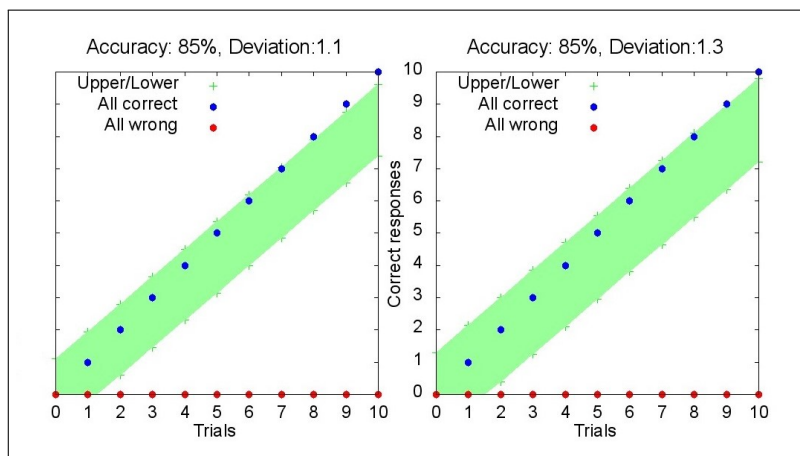 Accuracy: 85%, Deviation:1.1
Upper/Lower
All correct
All wrong
0 1 2 3 4 5 6 7 8 9 10
Trials
Accuracy: 85%, Deviation:1.3
Upper/Lower
All correct
All wrong
10
9
8
7
6
5
4
3
2
1
0
Correct responses
0 1 2 3 4 5 6 7 8 9 10
Trials